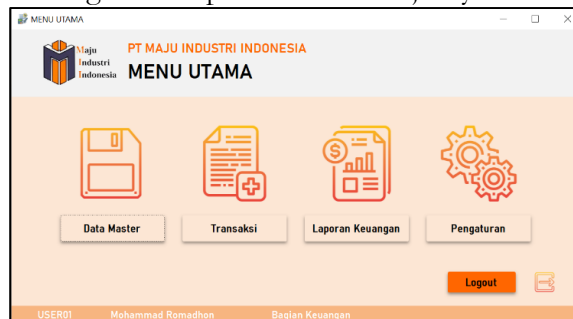 MENU UTAMA
Maju
Industri
Indonesia
PT MAJU INDUSTRI INDONESIA
MENU UTAMA
Data Master
Transaksi
Laporan Keuangan
Pengaturan
Logout
USER01 Mohammad Romadhon Bagian Keuangan